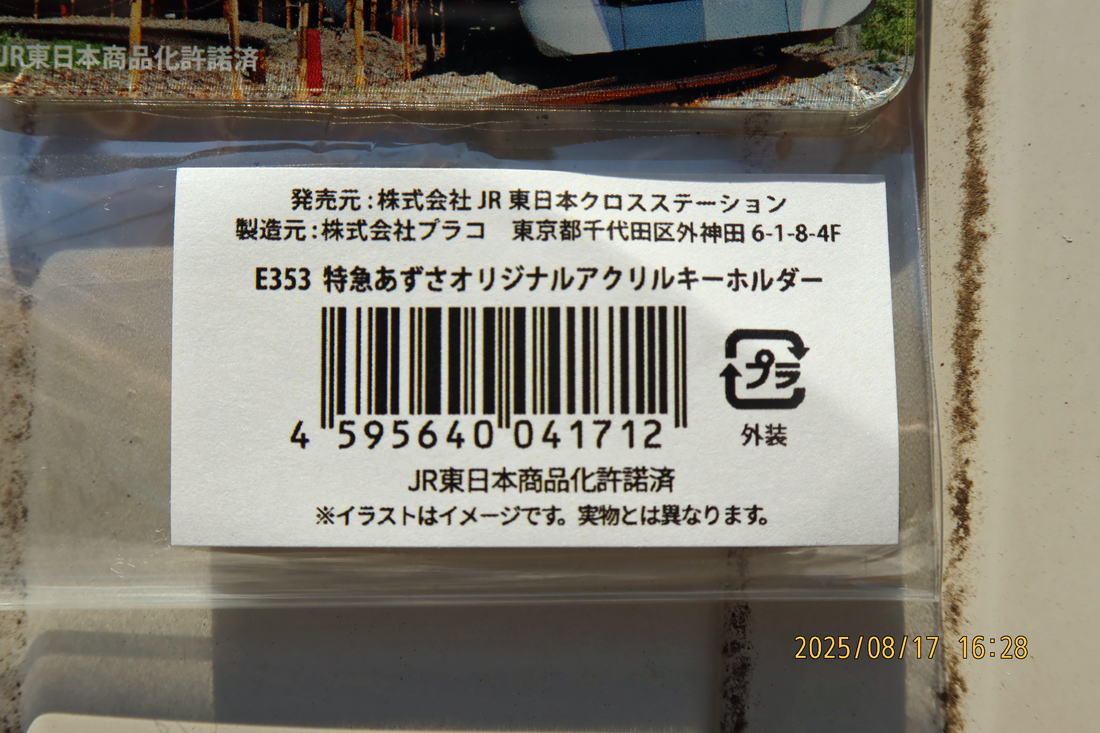 JR東日本商品化許諾済
発売元：株式会社 JR 東日本クロスステーション
製造元：株式会社プラコ　東京都千代田区外神田 6-1-8-4F
E353 特急あずさオリジナルアクリルキーホルダー
プラ
外装
4 595640 041712
JR東日本商品化許諾済
※イラストはイメージです。実物とは異なります。
2025/08/17 16:28